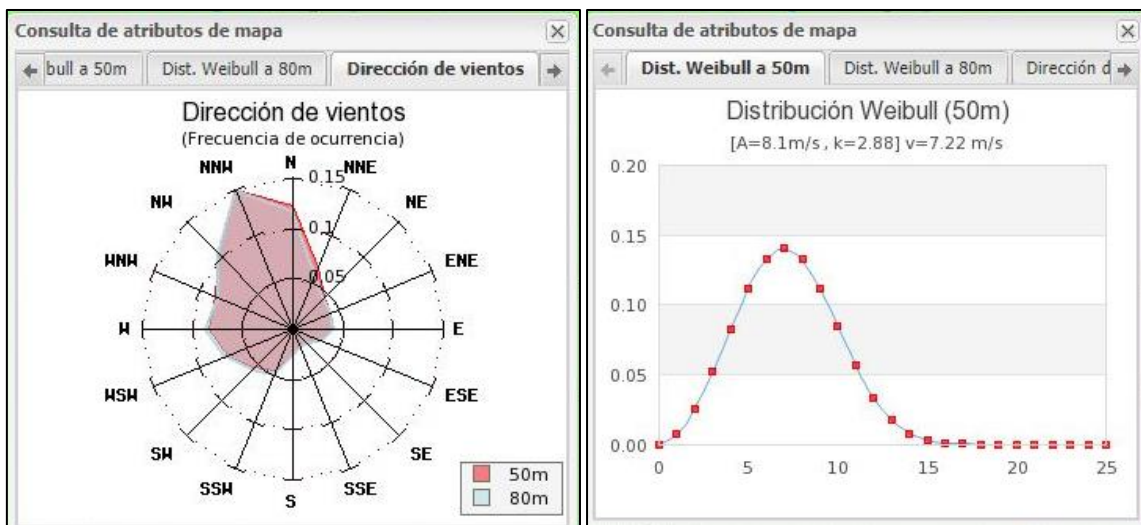 Consulta de atributos de mapa
bull a 50m Dist. Weibull a 80m Dirección de vientos
Dirección de vientos
(Frecuencia de ocurrencia)
N
NNW NNE
0.15
NW NE
0.1
WNW ENE
0.05
W E
WSW ESE
SW SE
SSW SSE
S
50m
80m
Consulta de atributos de mapa
Dist. Weibull a 50m Dist. Weibull a 80m Dirección d
Distribución Weibull (50m)
[A=8.1m/s , k=2.88] v=7.22 m/s
0.20
0.15
0.10
0.05
0.00
0 5 10 15 20 25